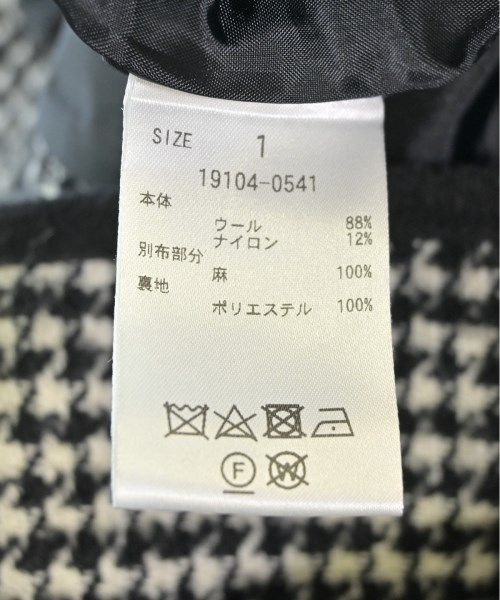 SIZE 1
19104-0541
本体
ウール 88%
ナイロン 12%
別布部分
麻 100%
裏地
ポリエステル 100%
F W